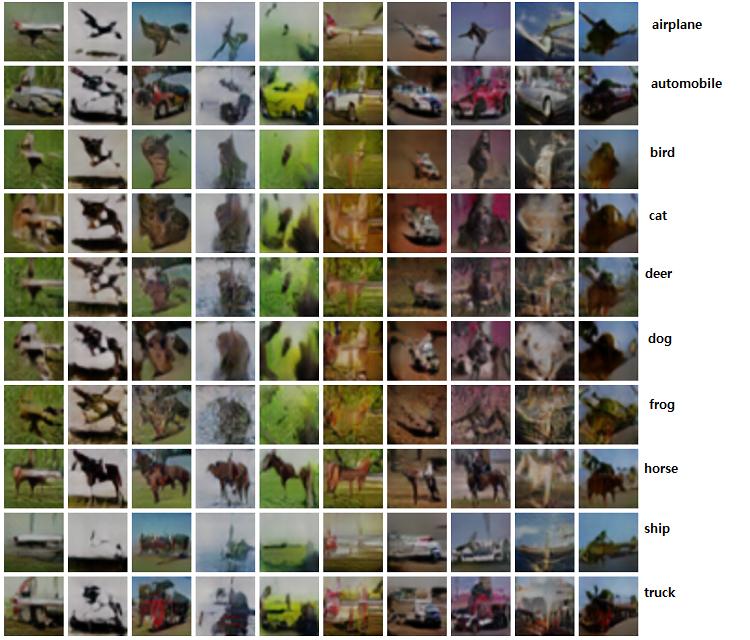 airplane
automobile
bird
cat
deer
dog
frog
horse
ship
truck